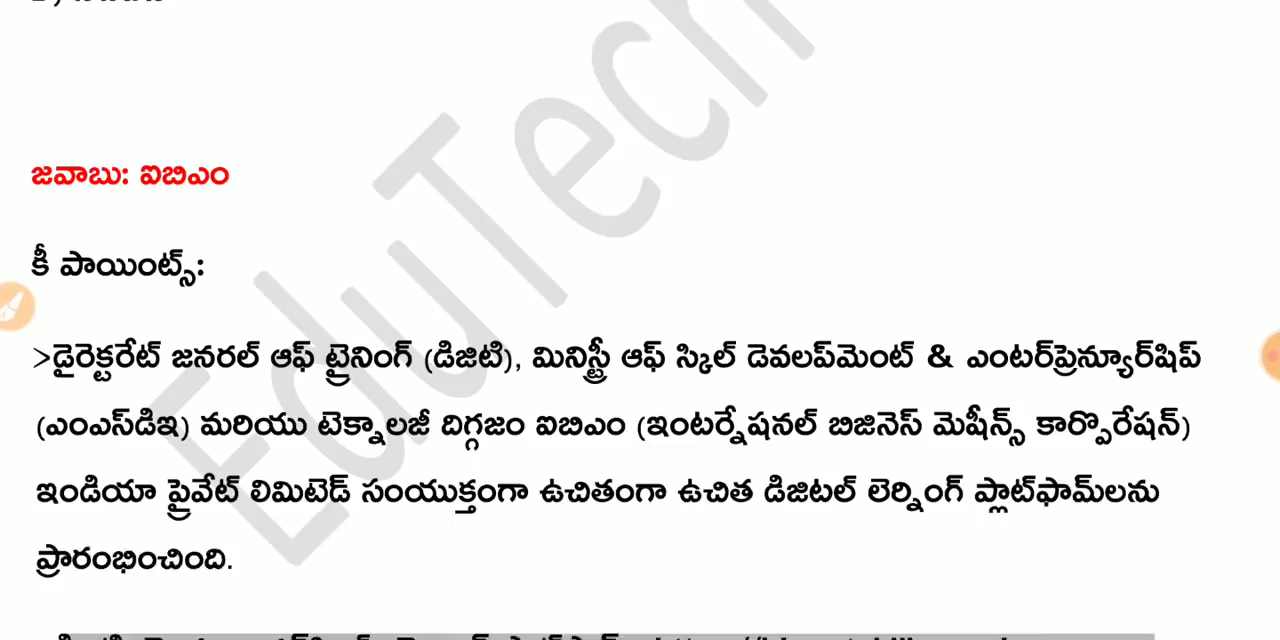 జవాబు: ఐబిఎం
కీ పాయింట్స్:
>డైరెక్టరేట్ జనరల్ ఆఫ్ ట్రైనింగ్ (డిజిటి), మినిస్ట్రీ ఆఫ్ స్కిల్ డెవలప్‌మెంట్ & ఎంటర్‌ప్రెన్యూర్‌షిప్
(ఎంఎస్‌డిఇ) మరియు టెక్నాలజీ దిగ్గజం ఐబిఎం (ఇంటర్నేషనల్ బిజినెస్ మెషీన్స్ కార్పొరేషన్)
ఇండియా ప్రైవేట్ లిమిటెడ్ సంయుక్తంగా ఉచితంగా ఉచిత డిజిటల్ లెర్నింగ్ ప్లాట్‌ఫామ్‌లను
ప్రారంభించింది.
EduTech